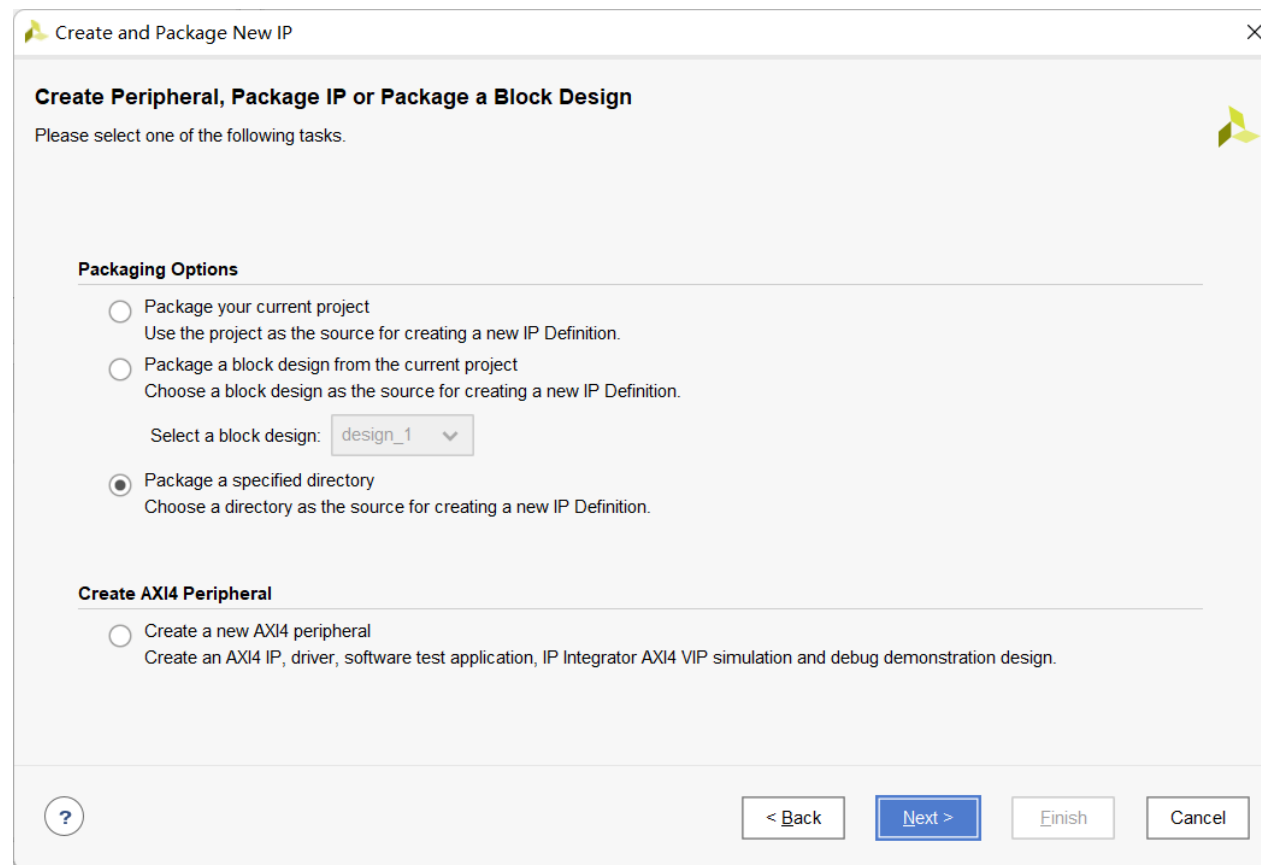 Create and Package New IP
Create Peripheral, Package IP or Package a Block Design
Please select one of the following tasks.
Packaging Options
Package your current project
Use the project as the source for creating a new IP Definition.
Package a block design from the current project
Choose a block design as the source for creating a new IP Definition.
Select a block design: design_1
Package a specified directory
Choose a directory as the source for creating a new IP Definition.
Create AXI4 Peripheral
Create a new AXI4 peripheral
Create an AXI4 IP, driver, software test application, IP Integrator AXI4 VIP simulation and debug demonstration design.
? < Back Next > Finish Cancel